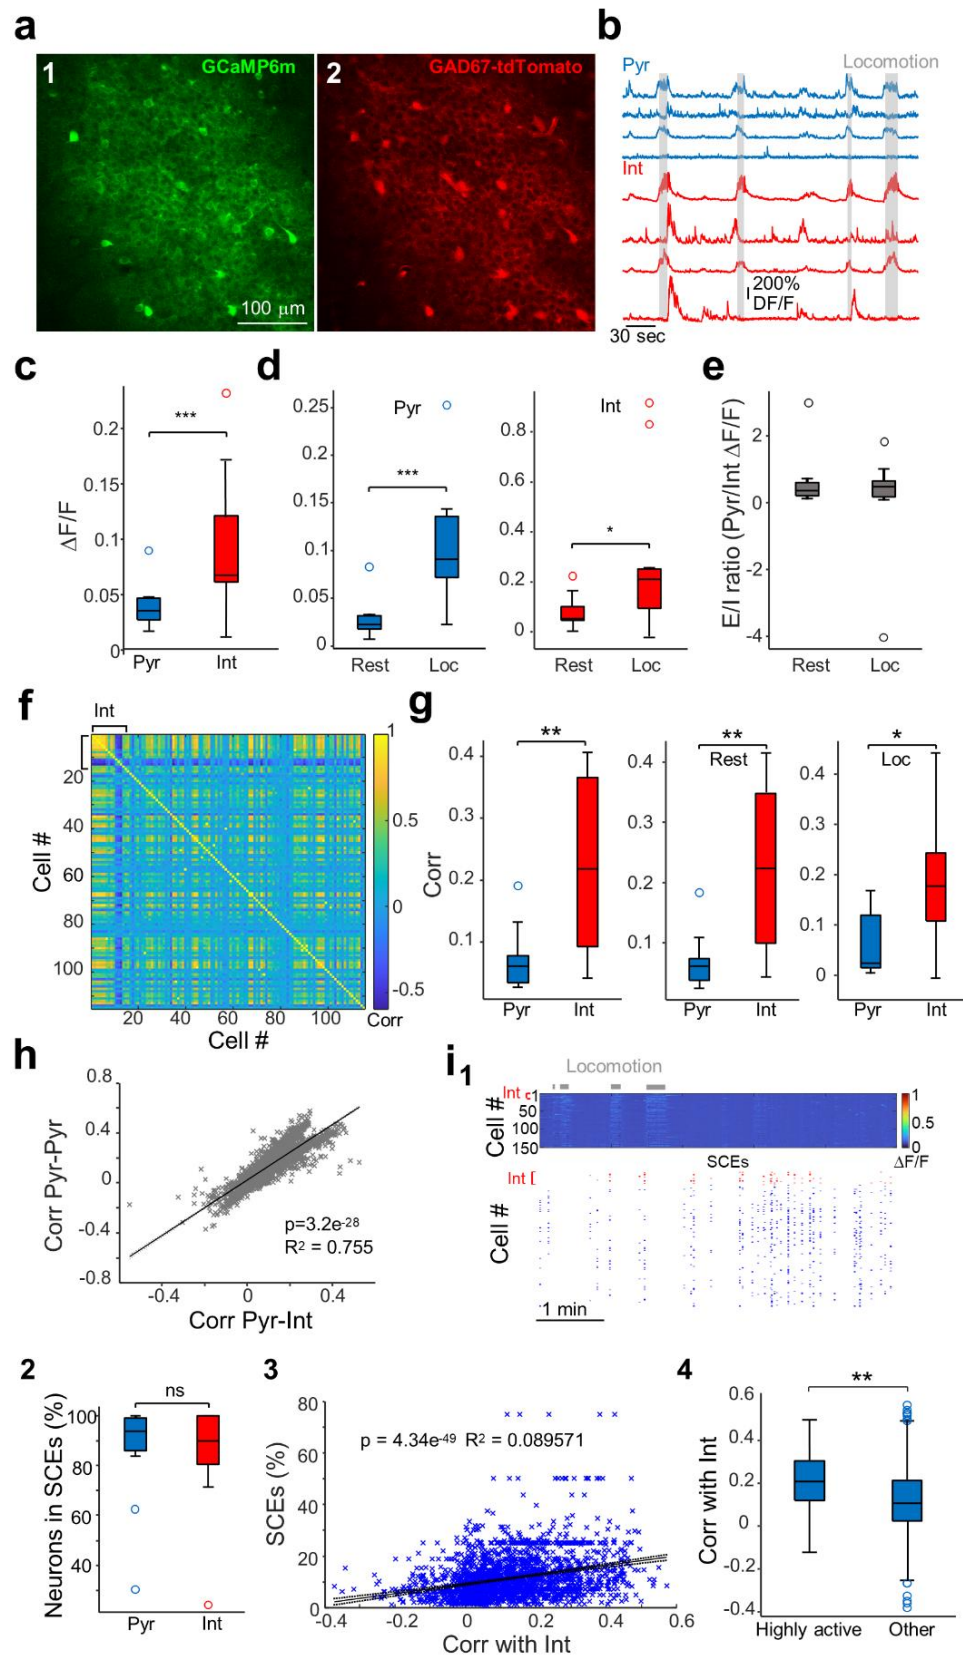 a
b
1
GCaMP6m
2
GAD67-tdTomato
100 μm
Pyr
Locomotion
Int
200%
DF/F
30 sec
c
d
e
ΔF/F
0.2
0.15
0.1
0.05
0
***
Pyr
Int
0.25
0.2
0.15
0.1
0.05
0
Pyr
***
Rest
Loc
0.8
0.6
0.4
0.2
0
Int
*
Rest
Loc
E/I ratio (Pyr/Int ΔF/F)
2
0
-2
-4
Rest
Loc
f
g
Int
Cell #
20
40
60
80
100
20
40
60
80
100
Cell #
1
0.5
0
-0.5
Corr
Corr
0.4
0.3
0.2
0.1
**
Pyr
Int
0.4
0.3
0.2
0.1
**
Rest
Pyr
Int
0.4
0.3
0.2
0.1
0
*
Loc
Pyr
Int
h
Corr Pyr-Pyr
0.8
0.4
0
-0.4
-0.8
p=3.2e-28
R2 = 0.755
-0.4
0
0.4
Corr Pyr-Int
i1
Locomotion
Int
Cell #
1
50
100
150
1
0.5
0
ΔF/F
SCEs
Int
Cell #
1 min
2
Neurons in SCEs (%)
100
80
60
40
ns
Pyr
Int
3
SCEs (%)
80
60
40
20
0
p = 4.34e-49 R2 = 0.089571
-0.4
-0.2
0
0.2
0.4
0.6
Corr with Int
4
Corr with Int
0.6
0.4
0.2
0
-0.2
-0.4
**
Highly active
Other